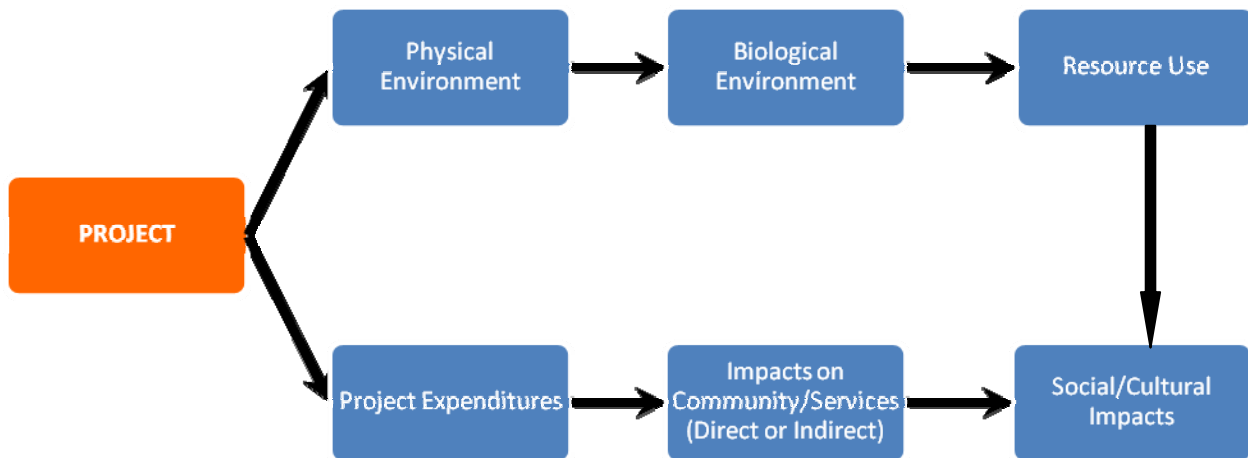 Physical
Environment
Biological
Environment
Resource Use
PROJECT
Project Expenditures
Impacts on
Community/Services
(Direct or Indirect)
Social/Cultural
Impacts